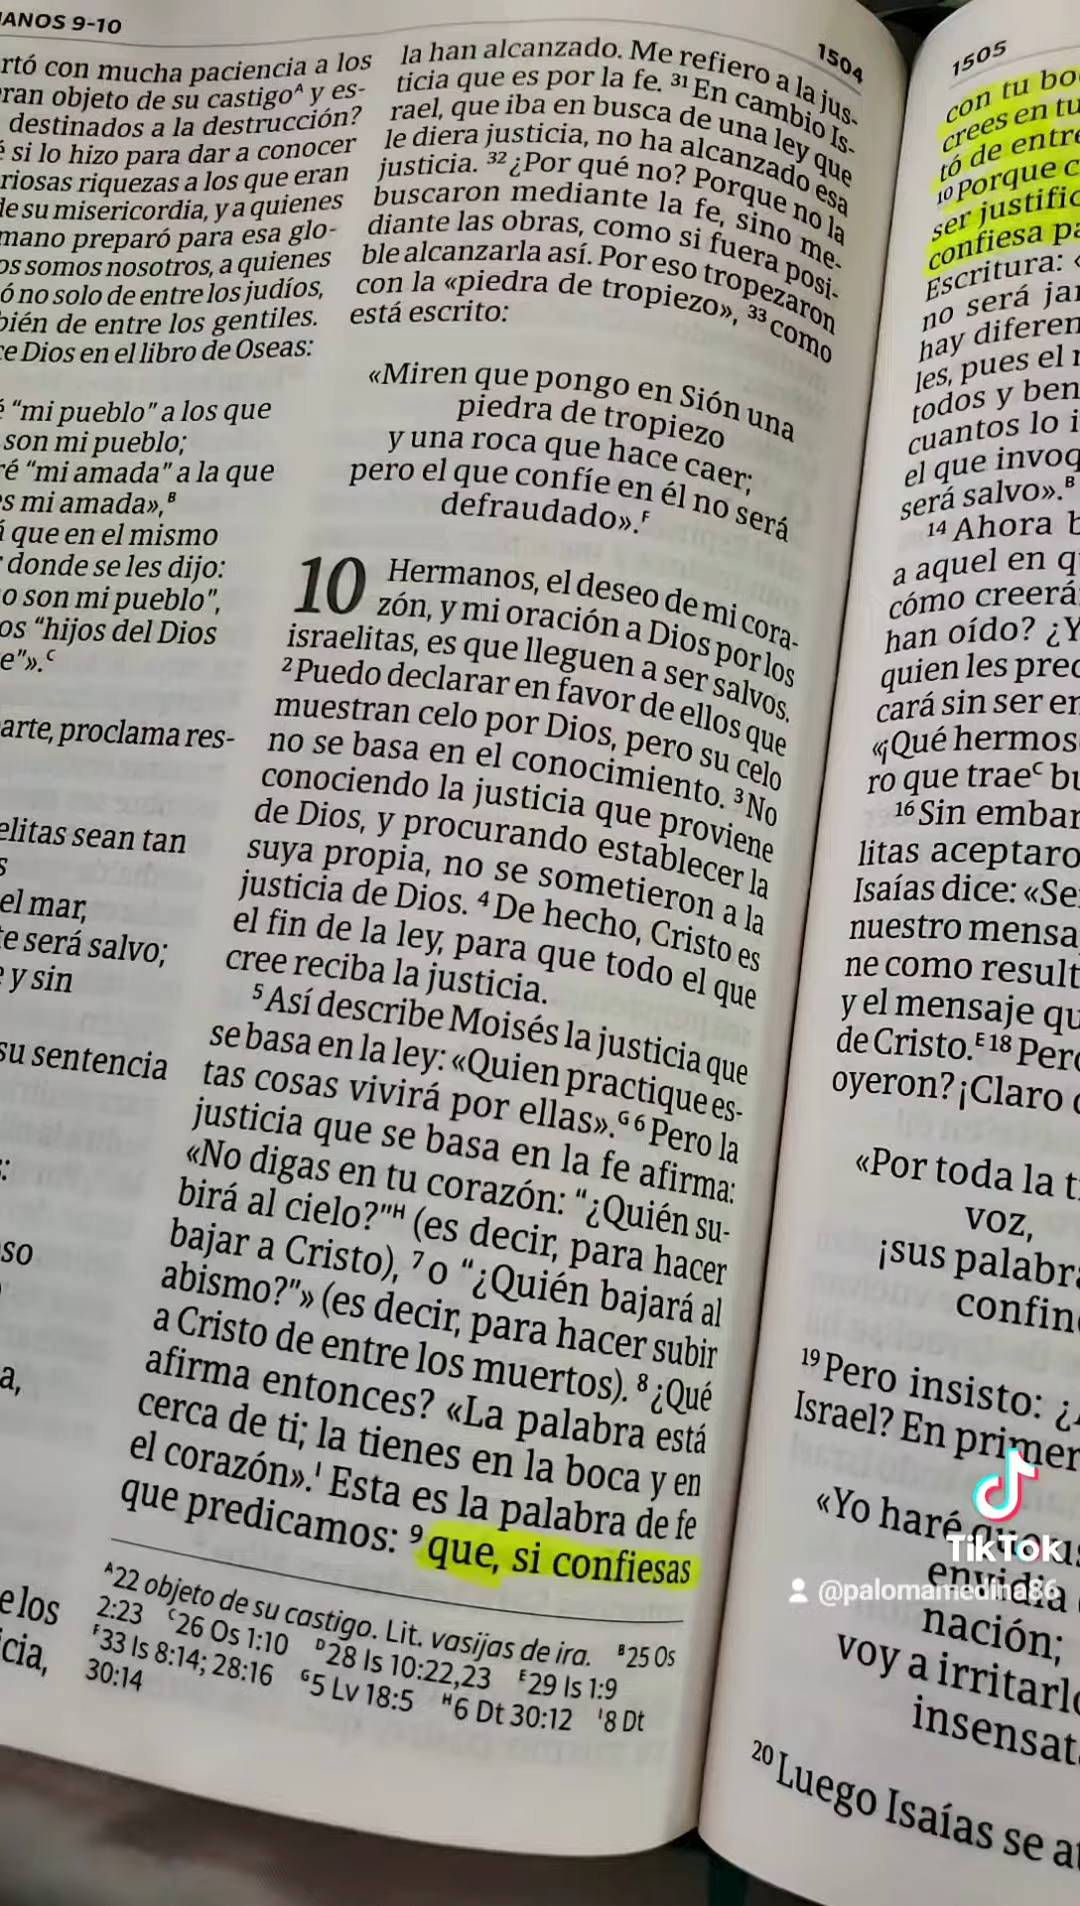 ANOS 9-10
1504
rtó con mucha paciencia a los
eran objeto de su castigoᴬ y es-
destinados a la destrucción?
si lo hizo para dar a conocer
riosas riquezas a los que eran
de su misericordia, y a quienes
mano preparó para esa glo-
os somos nosotros, a quienes
ó no solo de entre los judíos,
bién de entre los gentiles.
ce Dios en el libro de Oseas:
é “mi pueblo” a los que
son mi pueblo;
ré “mi amada” a la que
es mi amada»,ᴮ
á que en el mismo
donde se les dijo:
o son mi pueblo”,
os “hijos del Dios
e”».ᶜ
arte, proclama res-
elitas sean tan
s
el mar,
te será salvo;
e y sin
su sentencia
s:
so
a,
e los
cia,
la han alcanzado. Me refiero a la jus-
ticia que es por la fe. ³¹ En cambio Is-
rael, que iba en busca de una ley que
le diera justicia, no ha alcanzado esa
justicia. ³² ¿Por qué no? Porque no la
buscaron mediante la fe, sino me-
diante las obras, como si fuera posi-
ble alcanzarla así. Por eso tropezaron
con la «piedra de tropiezo», ³³ como
está escrito:
«Miren que pongo en Sión una
piedra de tropiezo
y una roca que hace caer;
pero el que confíe en él no será
defraudado».ꟳ
10 Hermanos, el deseo de mi cora-
zón, y mi oración a Dios por los
israelitas, es que lleguen a ser salvos.
² Puedo declarar en favor de ellos que
muestran celo por Dios, pero su celo
no se basa en el conocimiento. ³ No
conociendo la justicia que proviene
de Dios, y procurando establecer la
suya propia, no se sometieron a la
justicia de Dios. ⁴ De hecho, Cristo es
el fin de la ley, para que todo el que
cree reciba la justicia.
⁵ Así describe Moisés la justicia que
se basa en la ley: «Quien practique es-
tas cosas vivirá por ellas».ᴳ ⁶ Pero la
justicia que se basa en la fe afirma:
«No digas en tu corazón: “¿Quién su-
birá al cielo?”ᴴ (es decir, para hacer
bajar a Cristo), ⁷ o “¿Quién bajará al
abismo?”» (es decir, para hacer subir
a Cristo de entre los muertos). ⁸ ¿Qué
afirma entonces? «La palabra está
cerca de ti; la tienes en la boca y en
el corazón».ᴵ Esta es la palabra de fe
que predicamos: ⁹ que, si confiesas
ᴬ22 objeto de su castigo. Lit. vasijas de ira. ᴮ25 Os
2:23 ᶜ26 Os 1:10 ᴰ28 Is 10:22,23 ᴱ29 Is 1:9
ꟳ33 Is 8:14; 28:16 ᴳ5 Lv 18:5 ᴴ6 Dt 30:12 ᴵ8 Dt
30:14
1505
con tu bo
crees en tu
tó de entre
¹⁰ Porque c
ser justific
confiesa pa
Escritura: «
no será jar
hay diferen
les, pues el
todos y ben
cuantos lo i
el que invoq
será salvo».ᴮ
¹⁴ Ahora b
a aquel en q
cómo creerá
han oído? ¿Y
quien les pred
cará sin ser en
«¡Qué hermos
ro que traeᶜ bu
¹⁶ Sin embar
litas aceptaro
Isaías dice: «Se
nuestro mensa
ne como result
y el mensaje qu
de Cristo.ᴱ ¹⁸ Pero
oyeron? ¡Claro
«Por toda la t
voz,
¡sus palabra
confin
¹⁹ Pero insisto: ¿
Israel? En primer
«Yo haré que us
envidia
nación;
voy a irritarl
insensat
²⁰ Luego Isaías se at
TikTok
@palomamedina86